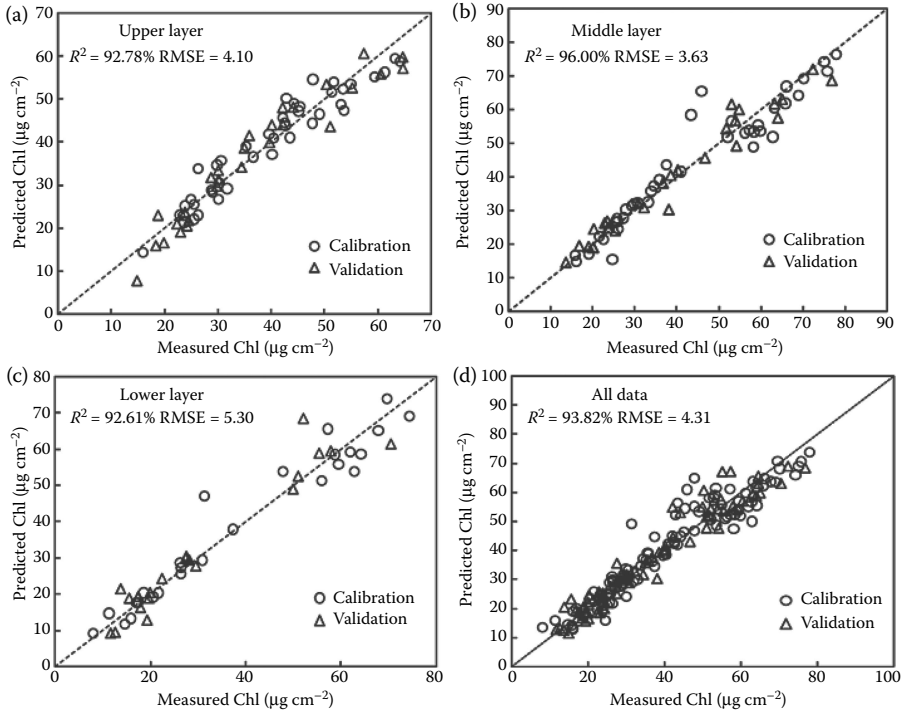 (a)
70
60
50
40
30
20
10
0
Predicted Chl (µg cm−2)
Upper layer
R2 = 92.78% RMSE = 4.10
Calibration
Validation
0 10 20 30 40 50 60 70
Measured Chl (µg cm−2)
(b)
90
80
70
60
50
40
30
20
10
0
Predicted Chl (µg cm−2)
Middle layer
R2 = 96.00% RMSE = 3.63
Calibration
Validation
0 10 20 30 40 50 60 70 80 90
Measured Chl (µg cm−2)
(c)
80
70
60
50
40
30
20
10
0
Predicted Chl (µg cm−2)
Lower layer
R2 = 92.61% RMSE = 5.30
Calibration
Validation
0 20 40 60 80
Measured Chl (µg cm−2)
(d)
100
90
80
70
60
50
40
30
20
10
0
Predicted Chl (µg cm−2)
All data
R2 = 93.82% RMSE = 4.31
Calibration
Validation
0 20 40 60 80 100
Measured Chl (µg cm−2)